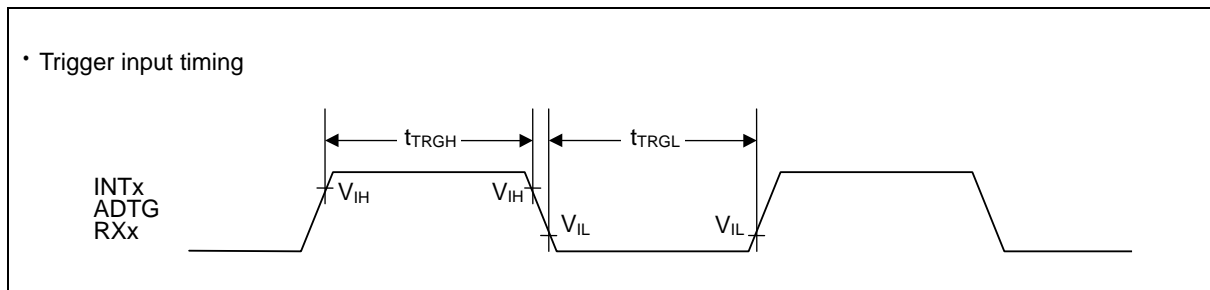 • Trigger input timing
tTRGH
tTRGL
INTx
ADTG
RXx
VIH
VIH
VIL
VIL